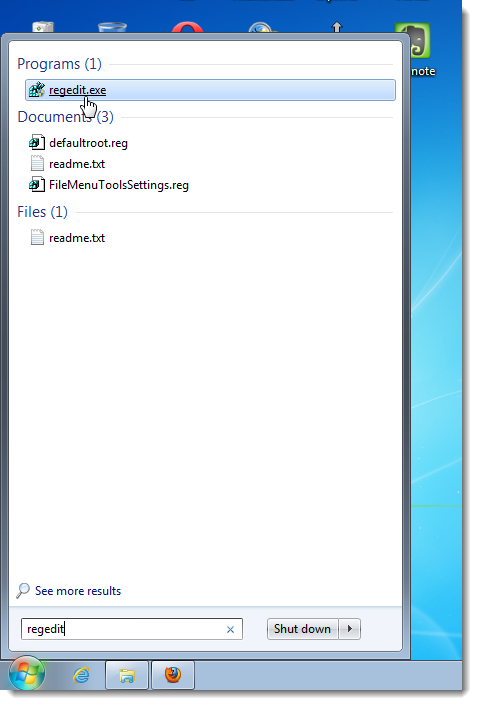 note
Programs (1)
regedit.exe
Documents (3)
defaultroot.reg
readme.txt
FileMenuToolsSettings.reg
Files (1)
readme.txt
See more results
regedit
Shut down